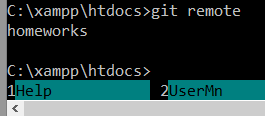 C:\xampp\htdocs>git remote
homeworks
C:\xampp\htdocs>
1Help 2UserMn